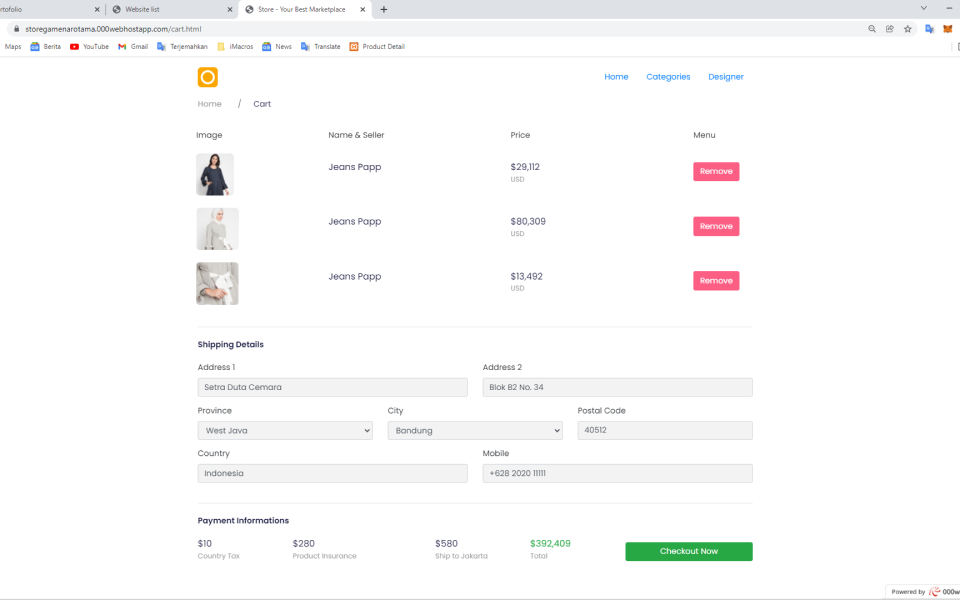 rtofolio
Website list
Store - Your Best Marketplace
storegamenarotama.000webhostapp.com/cart.html
Maps Berita YouTube Gmail Terjemahkan iMacros News Translate Product Detail
Home Categories Designer
Home / Cart
Image Name & Seller Price Menu
Jeans Papp $29,112 Remove
USD
Jeans Papp $80,309 Remove
USD
Jeans Papp $13,492 Remove
USD
Shipping Details
Address 1 Address 2
Setra Duta Cemara Blok B2 No. 34
Province City Postal Code
West Java Bandung 40512
Country Mobile
Indonesia +628 2020 11111
Payment Informations
$10 $280 $580 $392,409 Checkout Now
Country Tax Product Insurance Ship to Jakarta Total
Powered by 000w